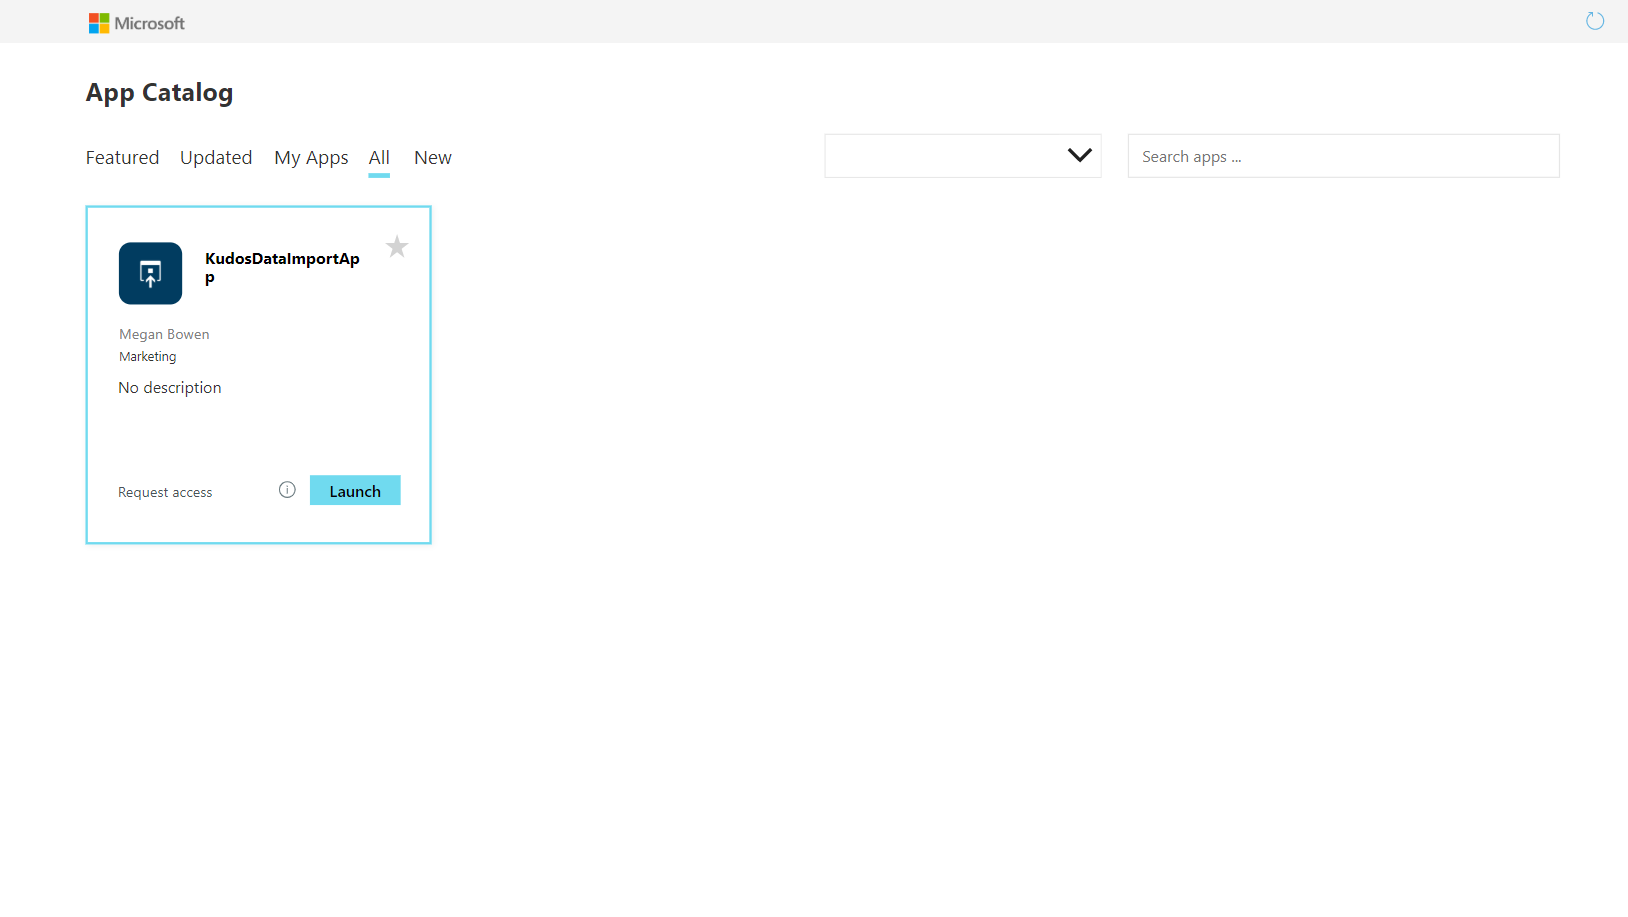 Microsoft
App Catalog
Featured Updated My Apps All New
Search apps ...
KudosDataImportAp
p
Megan Bowen
Marketing
No description
Request access
Launch